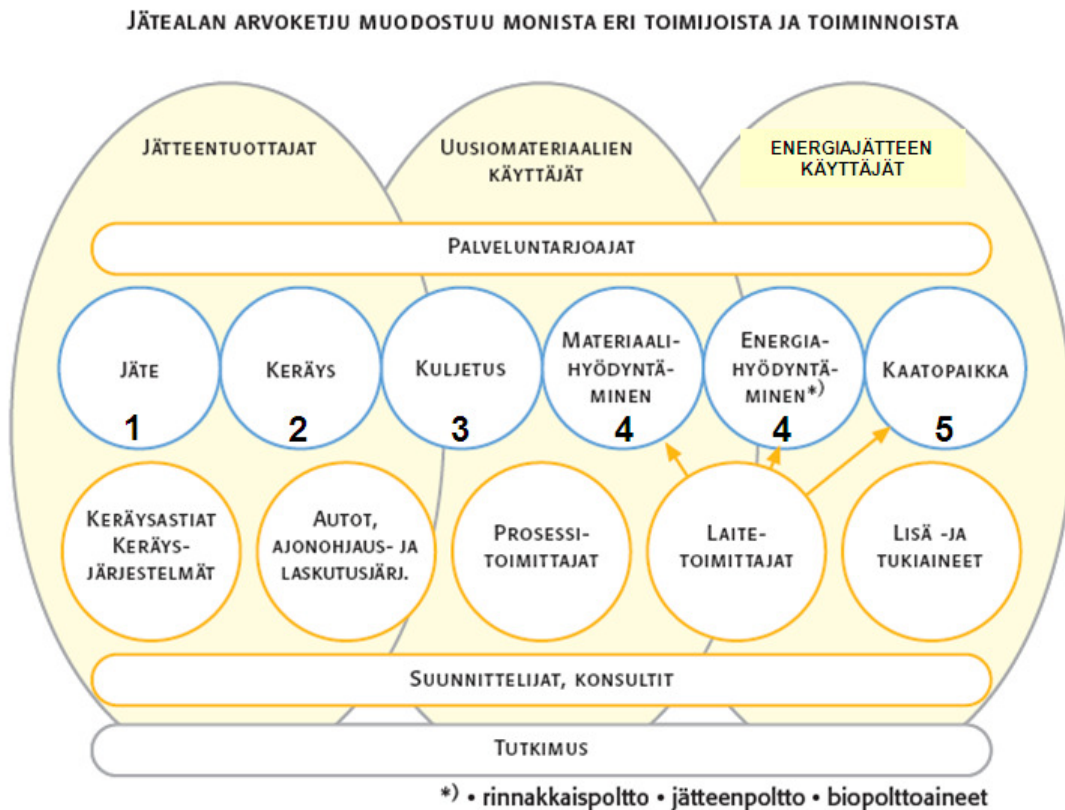 JÄTEALAN ARVOKETJU MUODOSTUU MONISTA ERI TOIMIJOISTA JA TOIMINNOISTA
JÄTTEENTUOTTAJAT
UUSIOMATERIAALIEN
KÄYTTÄJÄT
ENERGIAJÄTTEEN
KÄYTTÄJÄT
PALVELUNTARJOAJAT
JÄTE
1
KERÄYS
2
KULJETUS
3
MATERIAALI-
HYÖDYNTÄ-
MINEN
4
ENERGIA-
HYÖDYNTÄ-
MINEN*)
4
KAATOPAIKKA
5
KERÄYSASTIAT
KERÄYS-
JÄRJESTELMÄT
AUTOT,
AJONOHJAUS- JA
LASKUTUSJÄRJ.
PROSESSI-
TOIMITTAJAT
LAITE-
TOIMITTAJAT
LISÄ -JA
TUKIAINEET
SUUNNITTELIJAT, KONSULTIT
TUTKIMUS
*) • rinnakkaispoltto • jätteenpoltto • biopolttoaineet